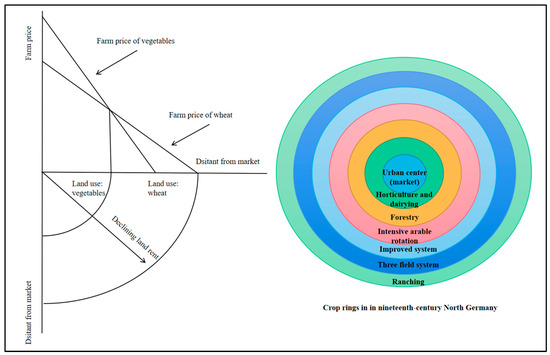 Farm price
Farm price of vegetables
Farm price of wheat
Dsitant from market
Land use:
vegetables
Land use:
wheat
Declining land rent
Dsitant from market
Urban center
(market)
Horticulture and
dairying
Forestry
Intensive arable
rotation
Improved system
Three field system
Ranching
Crop rings in in nineteenth-century North Germany